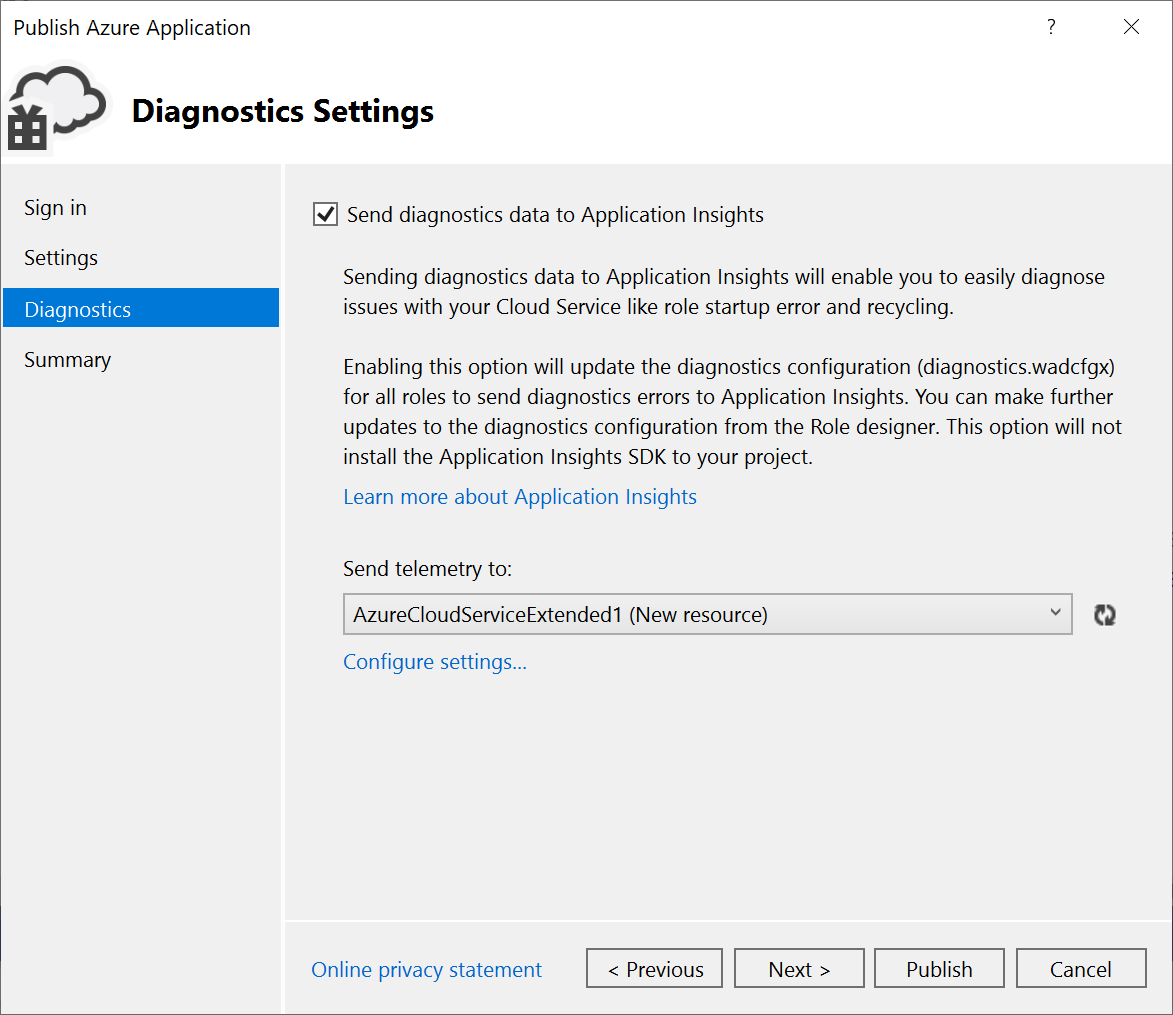 Publish Azure Application
?
Diagnostics Settings
Sign in
Settings
Diagnostics
Summary
Send diagnostics data to Application Insights
Sending diagnostics data to Application Insights will enable you to easily diagnose
issues with your Cloud Service like role startup error and recycling.
Enabling this option will update the diagnostics configuration (diagnostics.wadcfgx)
for all roles to send diagnostics errors to Application Insights. You can make further
updates to the diagnostics configuration from the Role designer. This option will not
install the Application Insights SDK to your project.
Learn more about Application Insights
Send telemetry to:
AzureCloudServiceExtended1 (New resource)
Configure settings...
Online privacy statement
< Previous
Next >
Publish
Cancel